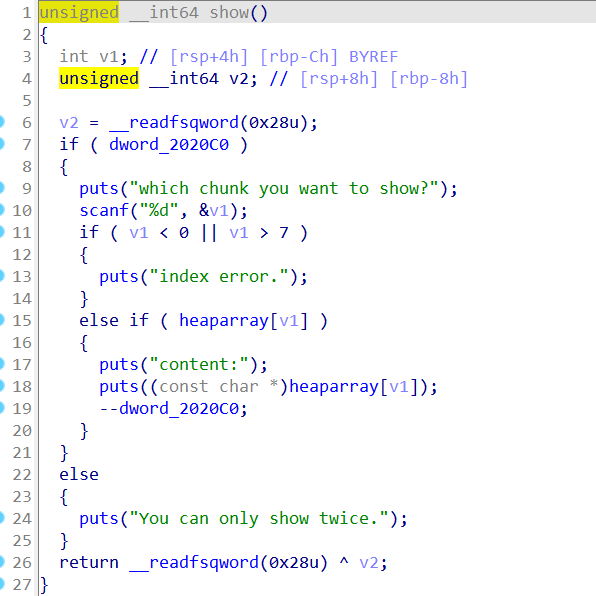 1 unsigned __int64 show()
2 {
3   int v1; // [rsp+4h] [rbp-Ch] BYREF
4   unsigned __int64 v2; // [rsp+8h] [rbp-8h]
5
6   v2 = __readfsqword(0x28u);
7   if ( dword_2020C0 )
8   {
9     puts("which chunk you want to show?");
10     scanf("%d", &v1);
11     if ( v1 < 0 || v1 > 7 )
12     {
13       puts("index error.");
14     }
15     else if ( heaparray[v1] )
16     {
17       puts("content:");
18       puts((const char *)heaparray[v1]);
19       --dword_2020C0;
20     }
21   }
22   else
23   {
24     puts("You can only show twice.");
25   }
26   return __readfsqword(0x28u) ^ v2;
27 }